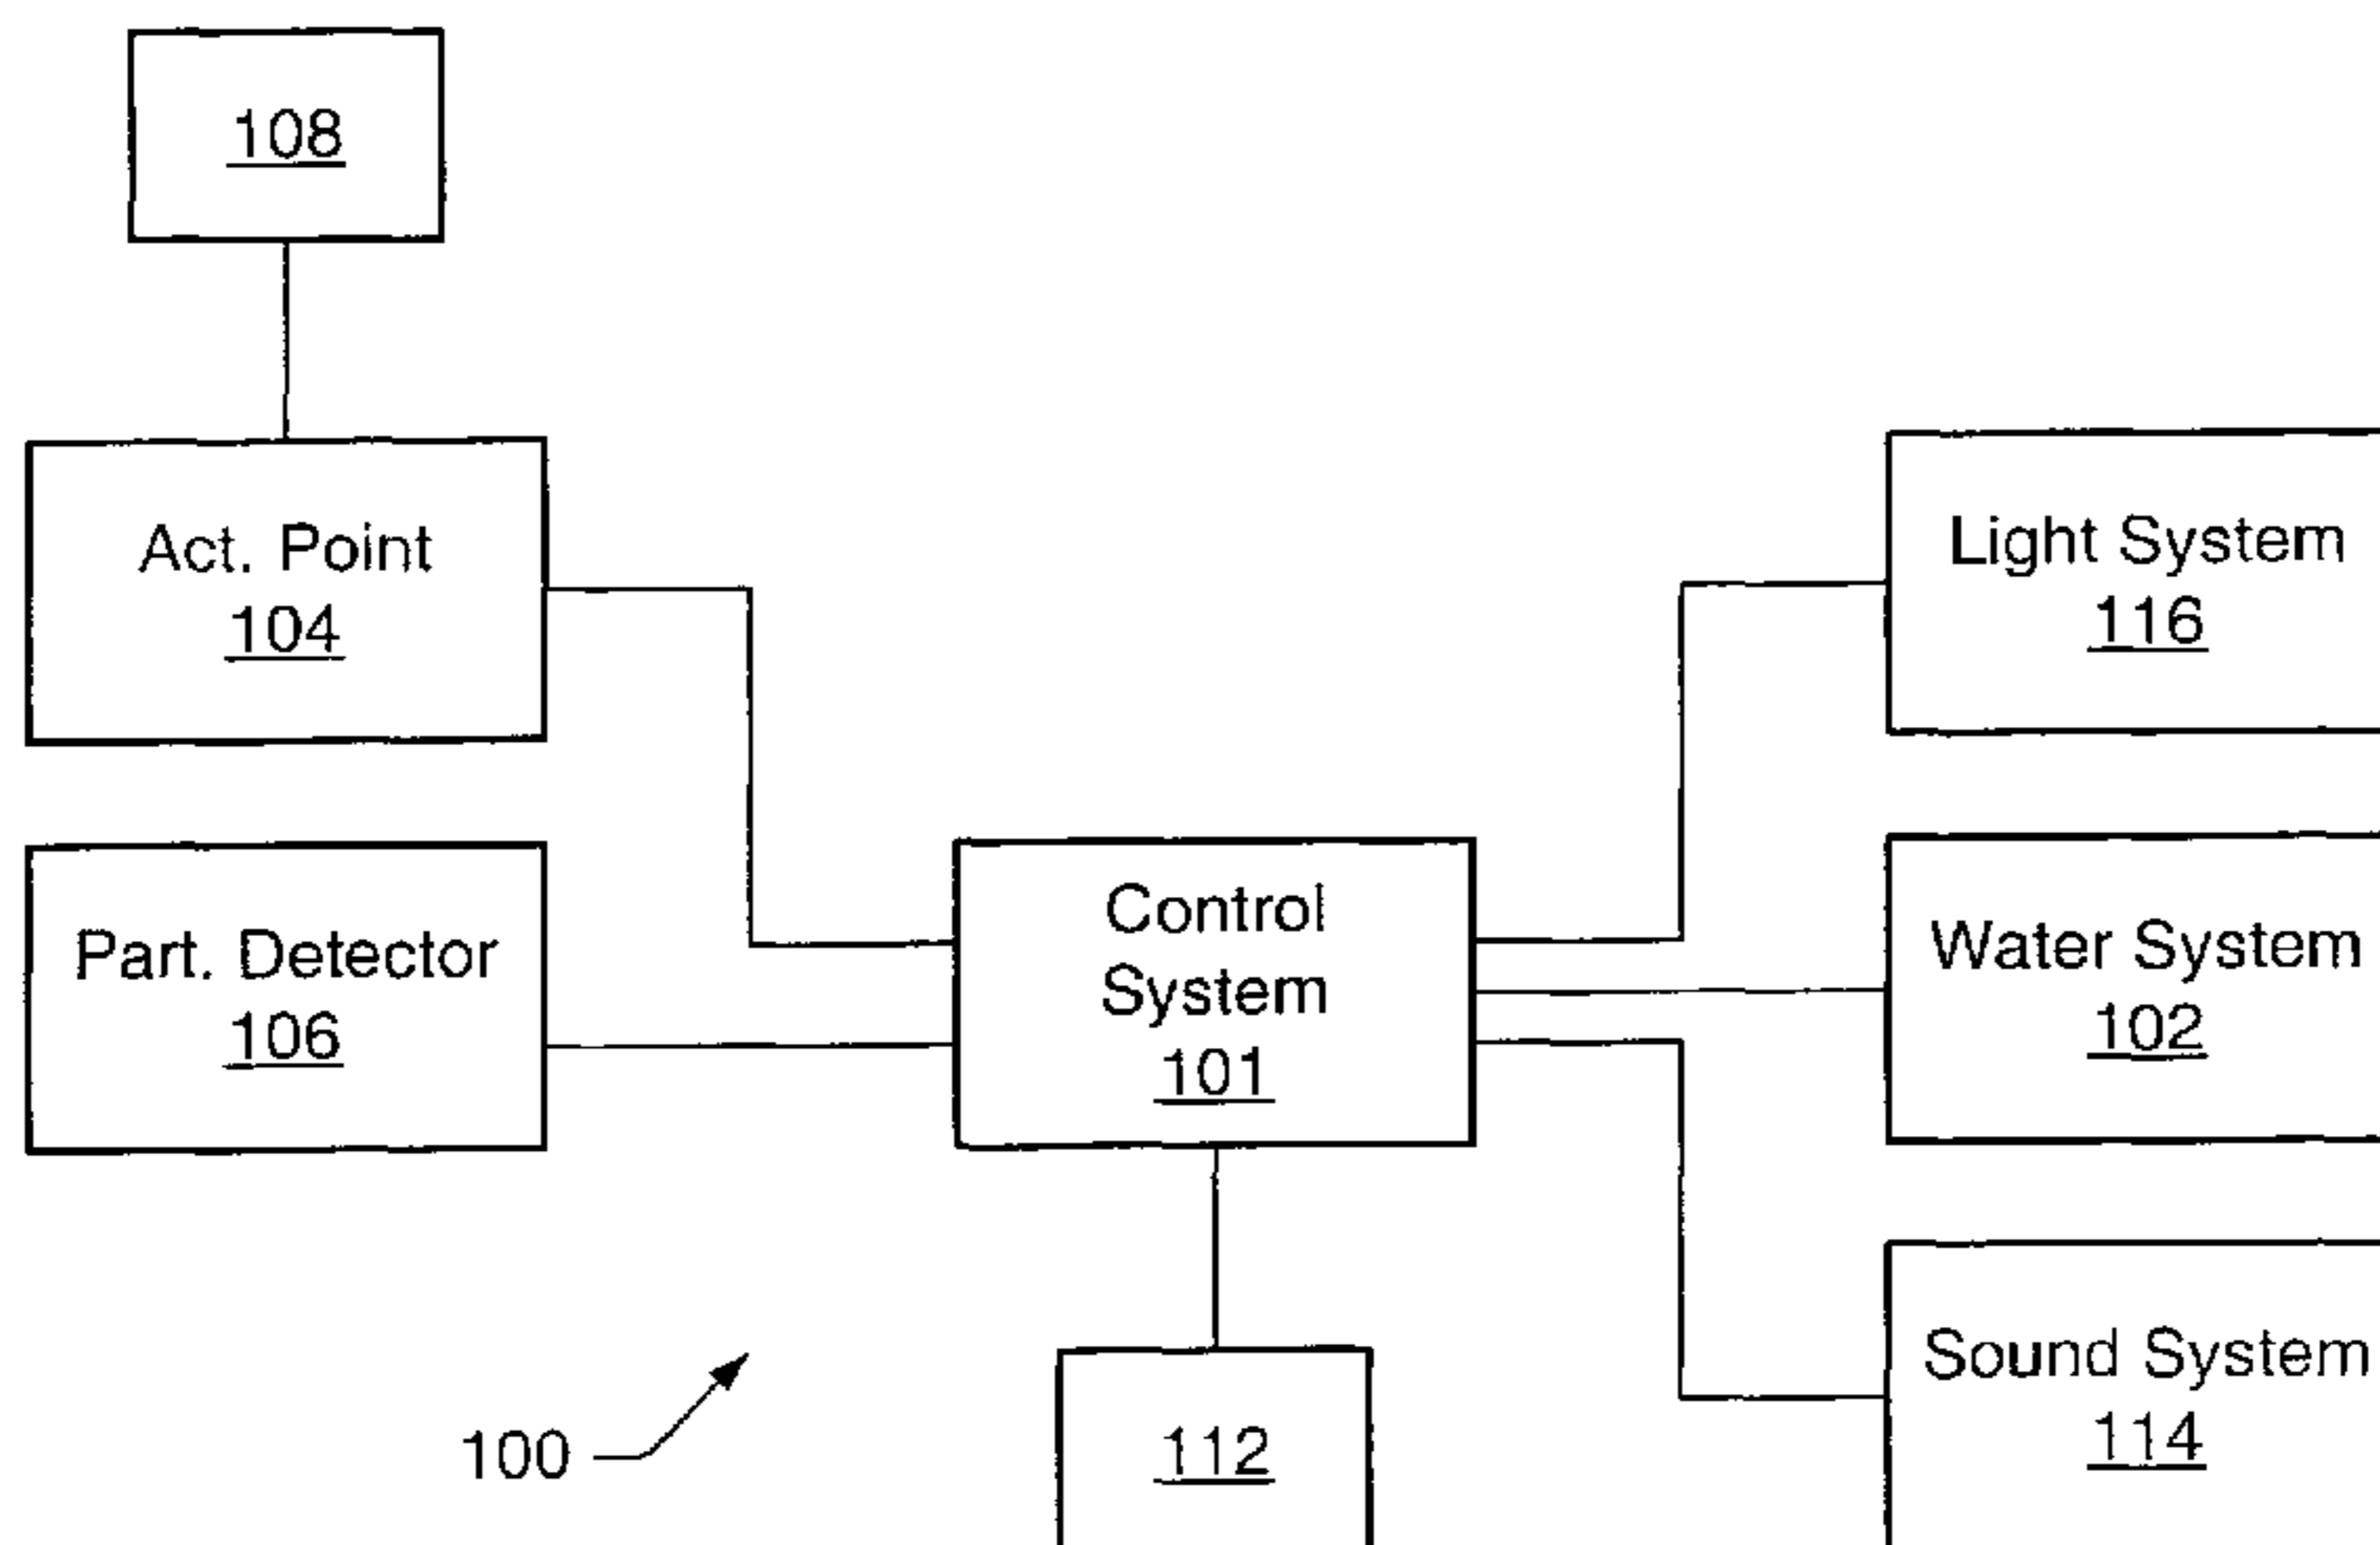 108
Act. Point
104
Light System
116
Part. Detector
106
Control
System
101
Water System
102
Sound System
114
100
112